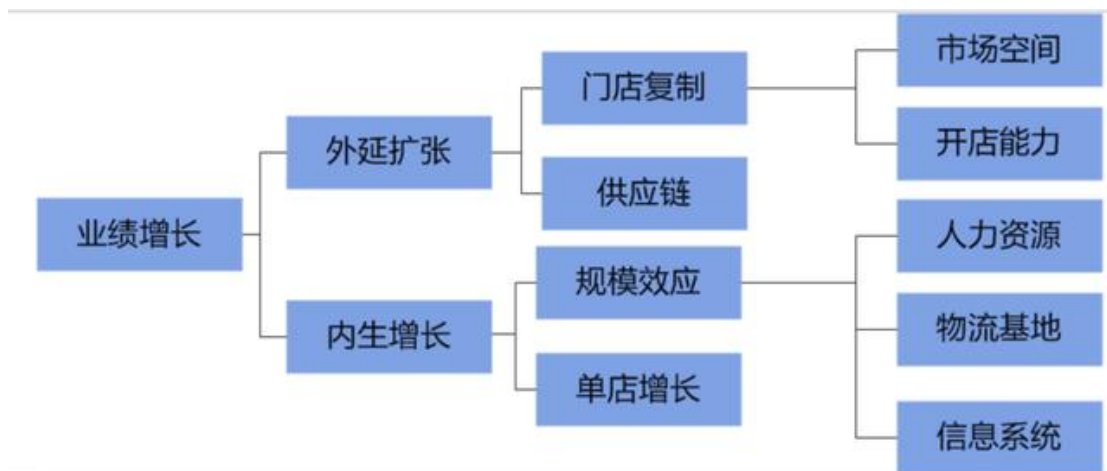 业绩增长
外延扩张
内生增长
门店复制
供应链
规模效应
单店增长
市场空间
开店能力
人力资源
物流基地
信息系统